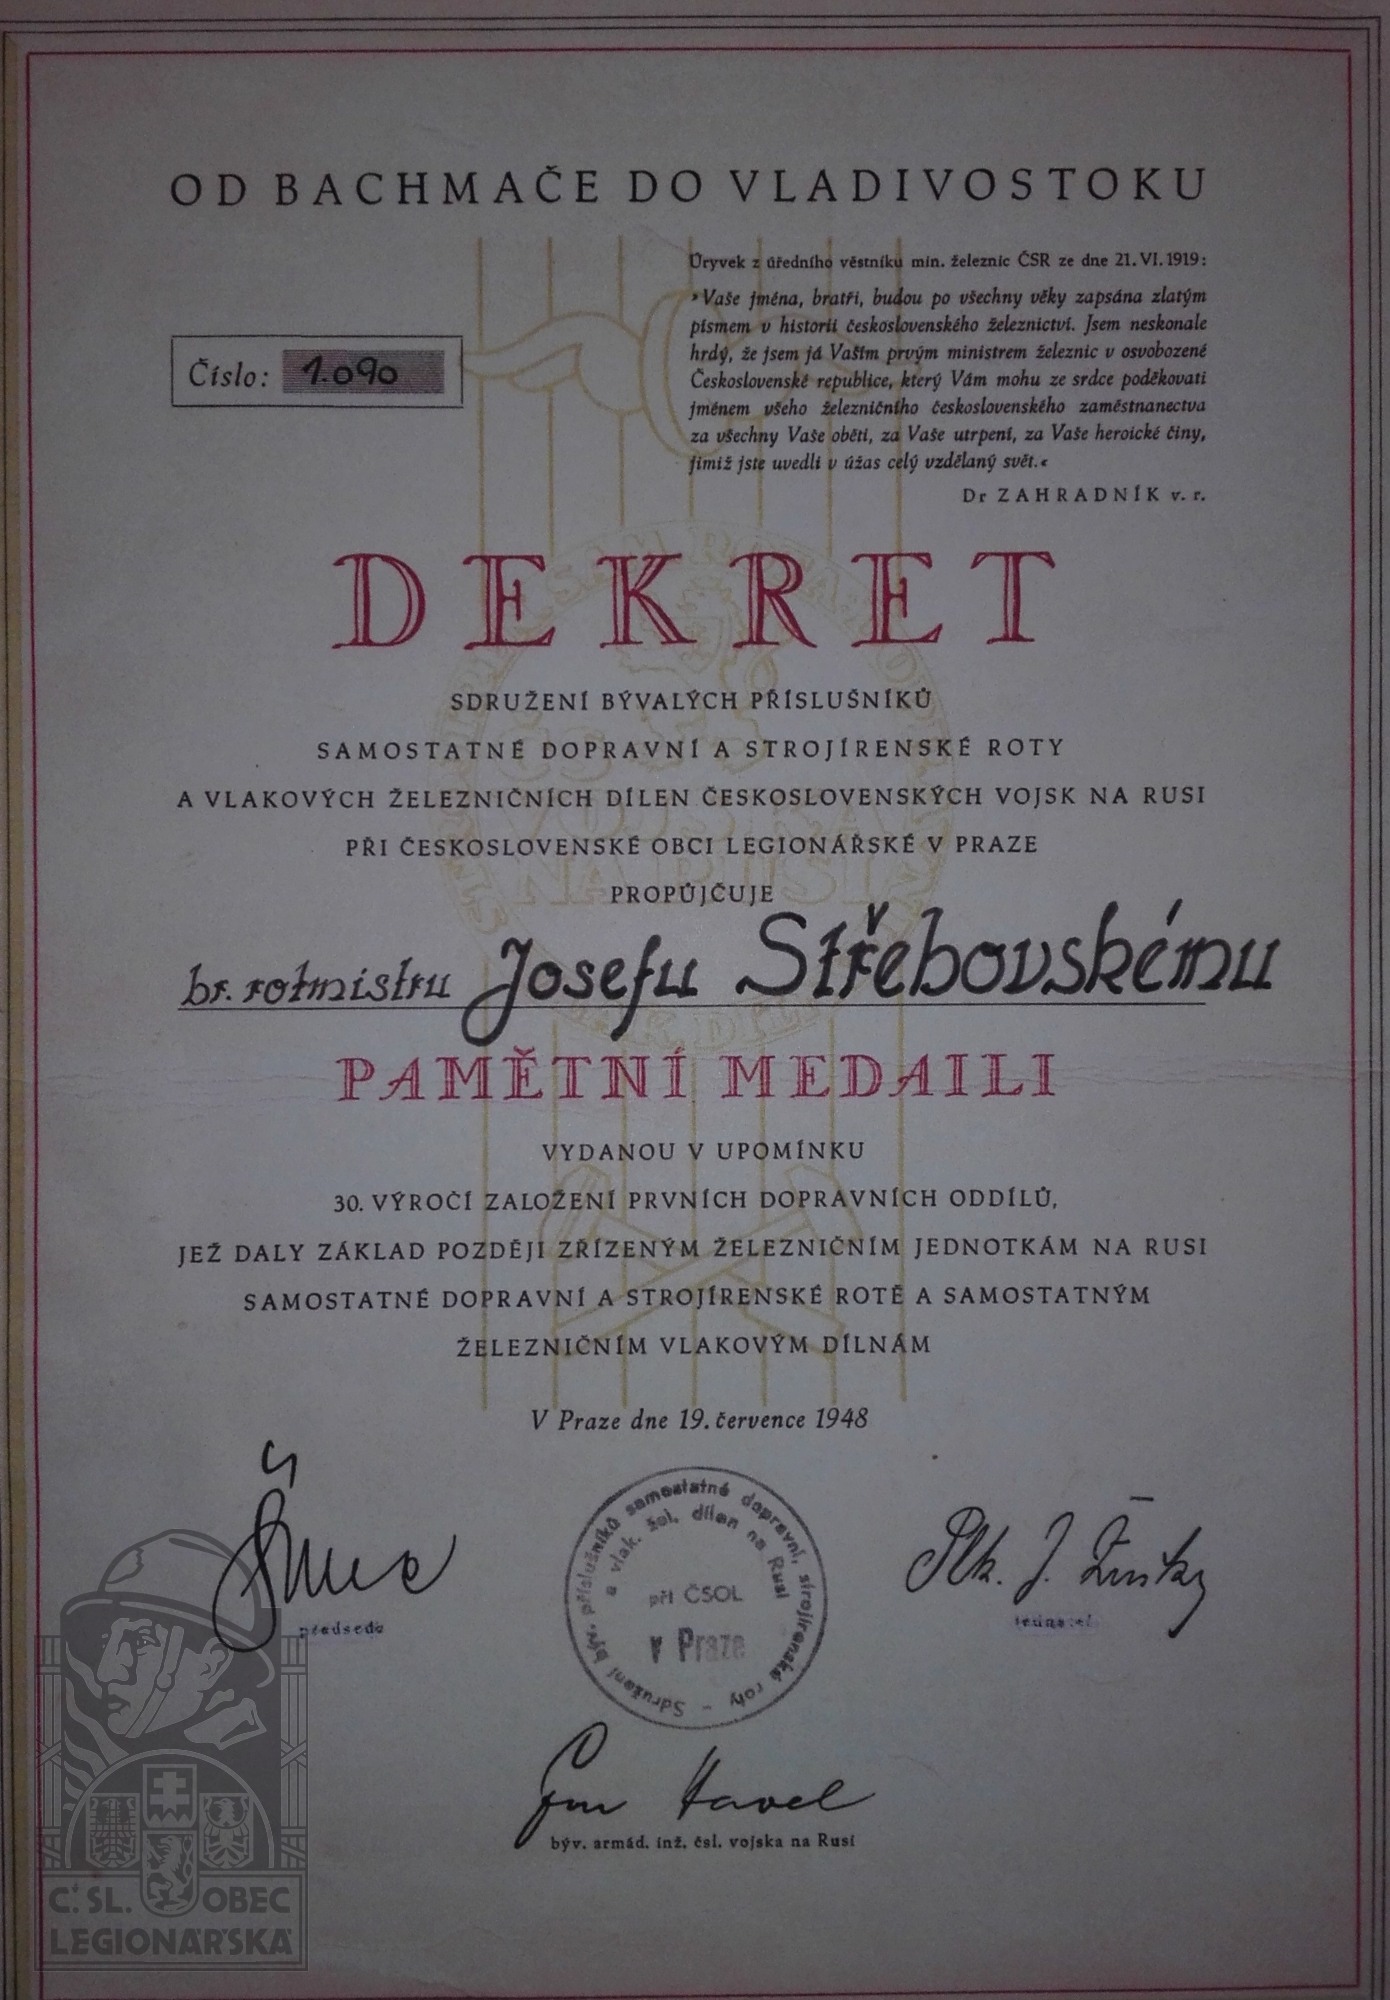 OD BACHMAČE DO VLADIVOSTOKU
Úryvek z úředního věstníku min. železnic ČSR ze dne 21. VI. 1919:
»Vaše jména, bratři, budou po všechny věky zapsána zlatým
písmem v historii československého železnictví. Jsem neskonale
hrdý, že jsem já Vaším prvým ministrem železnic v osvobozené
Československé republice, který Vám mohu ze srdce poděkovati
jménem všeho železničního československého zaměstnanectva
za všechny Vaše oběti, za Vaše utrpení, za Vaše heroické činy,
jimiž jste uvedli v úžas celý vzdělaný svět.«
Dr ZAHRADNÍK v. r.
Číslo: 1.090
DEKRET
SDRUŽENÍ BÝVALÝCH PŘÍSLUŠNÍKŮ
SAMOSTATNÉ DOPRAVNÍ A STROJÍRENSKÉ ROTY
A VLAKOVÝCH ŽELEZNIČNÍCH DÍLEN ČESKOSLOVENSKÝCH VOJSK NA RUSI
PŘI ČESKOSLOVENSKÉ OBCI LEGIONÁŘSKÉ V PRAZE
PROPŮJČUJE
br. rotmistru Josefu Střebovskému
PAMĚTNÍ MEDAILI
VYDANOU V UPOMÍNKU
30. VÝROČÍ ZALOŽENÍ PRVNÍCH DOPRAVNÍCH ODDÍLŮ,
JEŽ DALY ZÁKLAD POZDĚJI ZŘÍZENÝM ŽELEZNIČNÍM JEDNOTKÁM NA RUSI
SAMOSTATNÉ DOPRAVNÍ A STROJÍRENSKÉ ROTĚ A SAMOSTATNÝM
ŽELEZNIČNÍM VLAKOVÝM DÍLNÁM
V Praze dne 19. července 1948
předseda
Sdružení býv. příslušníků samostatné dopravní, strojírenské roty –
a vlak. žel. dílen na Rusi
při ČSOL
v Praze
Plk. J.
jednatel
Havel
býv. armád. inž. čsl. vojska na Rusi
Č.SL. OBEC
LEGIONÁŘSKÁ